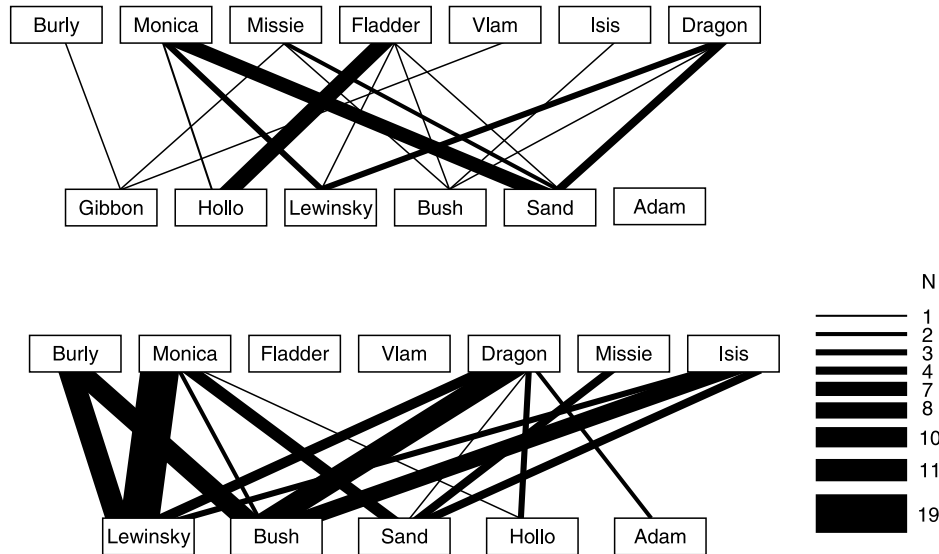 Burly Monica Missie Fladder Vlam Isis Dragon
Gibbon Hollo Lewinsky Bush Sand Adam
N
1
2
3
4
7
8
10
11
19
Burly Monica Fladder Vlam Dragon Missie Isis
Lewinsky Bush Sand Hollo Adam